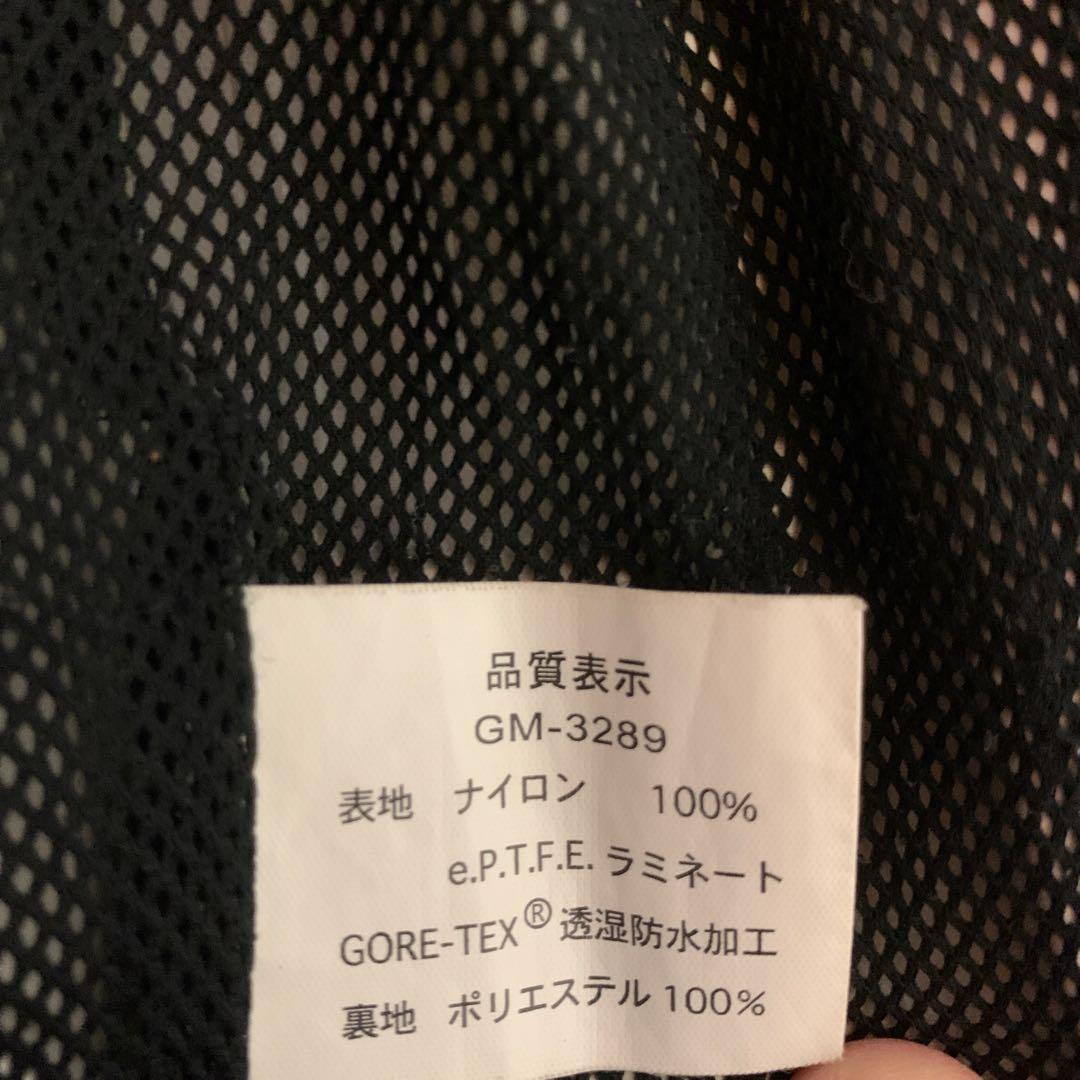 品質表示
GM-3289
表地 ナイロン 100%
e.P.T.F.E. ラミネート
GORE-TEX® 透湿防水加工
裏地 ポリエステル 100%